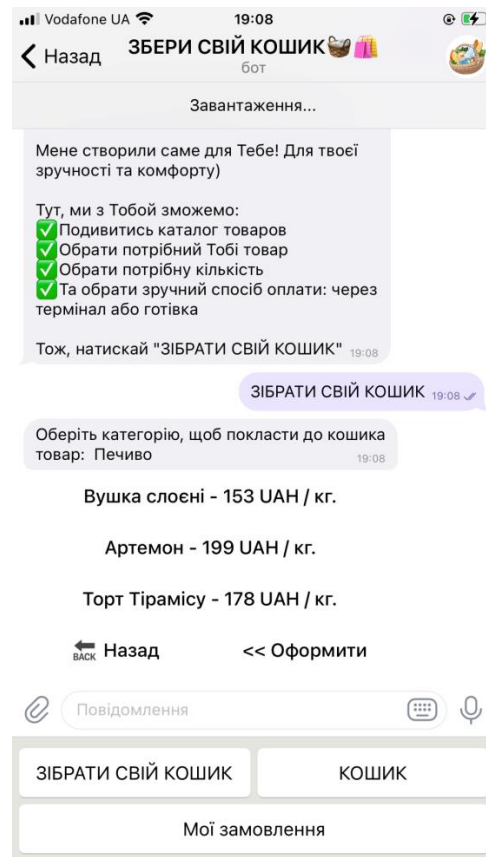 Vodafone UA 19:08
Назад ЗБЕРИ СВІЙ КОШИК
бот
Завантаження...
Мене створили саме для Тебе! Для твоєї
зручності та комфорту)
Тут, ми з Тобой зможемо:
✅Подивитись каталог товаров
✅Обрати потрібний Тобі товар
✅Обрати потрібну кількість
✅Та обрати зручний спосіб оплати: через
термінал або готівка
Тож, натискай "ЗІБРАТИ СВІЙ КОШИК" 19:08
ЗІБРАТИ СВІЙ КОШИК 19:08
Оберіть категорію, щоб покласти до кошика
товар: Печиво 19:08
Вушка слоєні - 153 UAH / кг.
Артемон - 199 UAH / кг.
Торт Тірамісу - 178 UAH / кг.
BACK Назад << Оформити
Повідомлення
ЗІБРАТИ СВІЙ КОШИК КОШИК
Мої замовлення